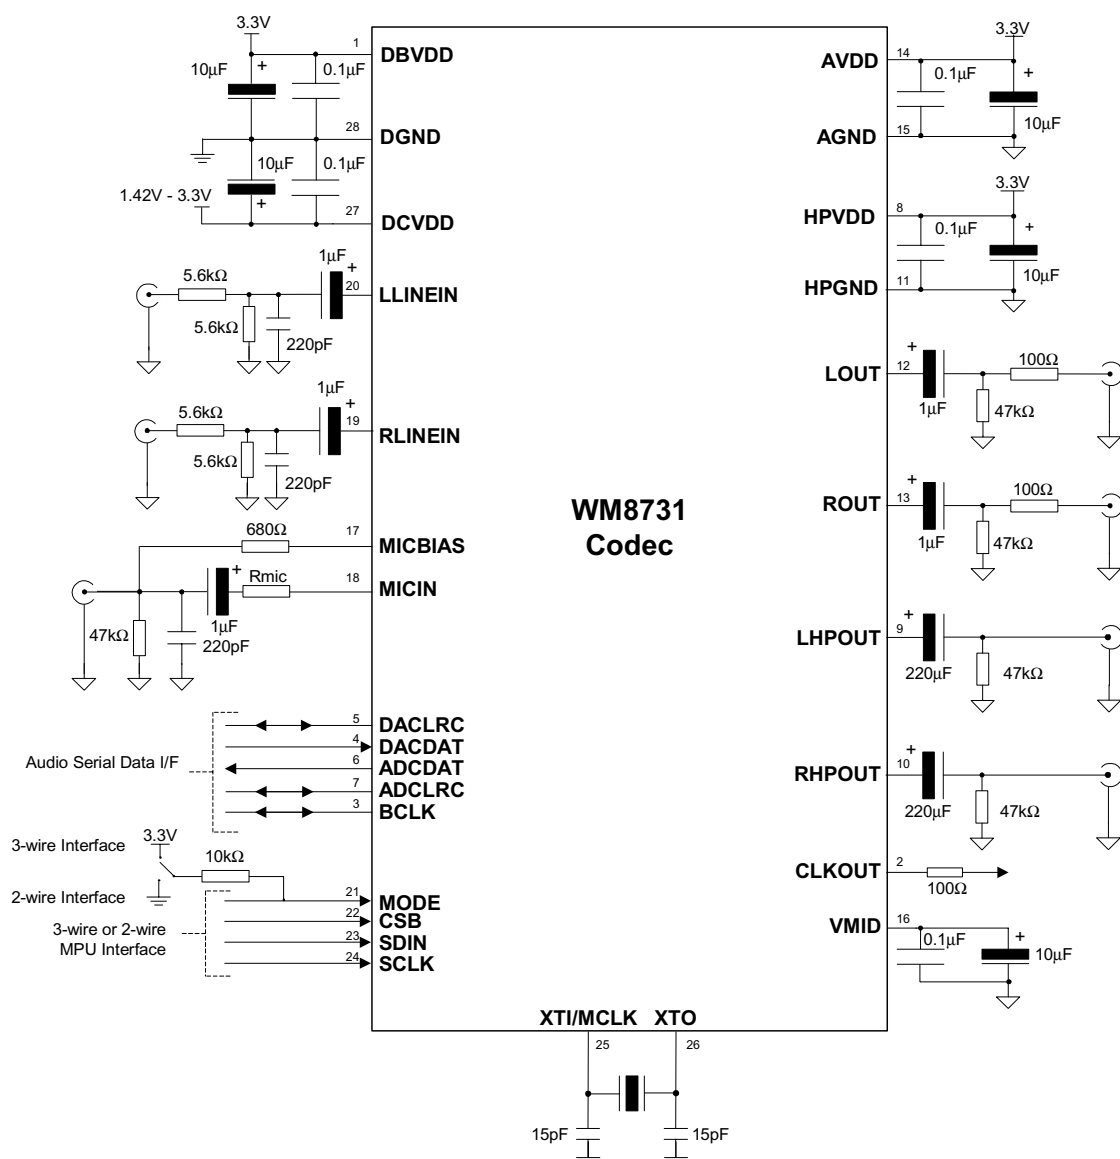 3.3V
1
DBVDD
10µF
+
0.1µF
28
DGND
10µF
0.1µF
1.42V - 3.3V
+
27
DCVDD
1µF
+
5.6kΩ
20
LLINEIN
5.6kΩ
220pF
1µF
+
5.6kΩ
19
RLINEIN
5.6kΩ
220pF
680Ω
17
MICBIAS
+
Rmic
18
MICIN
1µF
47kΩ
220pF
5
DACLRC
4
DACDAT
Audio Serial Data I/F
6
ADCDAT
7
ADCLRC
3
BCLK
3.3V
3-wire Interface
10kΩ
2-wire Interface
21
MODE
22
CSB
3-wire or 2-wire
MPU Interface
23
SDIN
24
SCLK
WM8731
Codec
3.3V
AVDD
14
0.1µF
+
AGND
15
10µF
3.3V
HPVDD
8
0.1µF
+
HPGND
11
10µF
LOUT
12
+
100Ω
1µF
47kΩ
ROUT
13
+
100Ω
1µF
47kΩ
LHPOUT
9
+
220µF
47kΩ
RHPOUT
10
+
220µF
47kΩ
CLKOUT
2
100Ω
VMID
16
0.1µF
+
10µF
XTI/MCLK
XTO
25
26
15pF
15pF